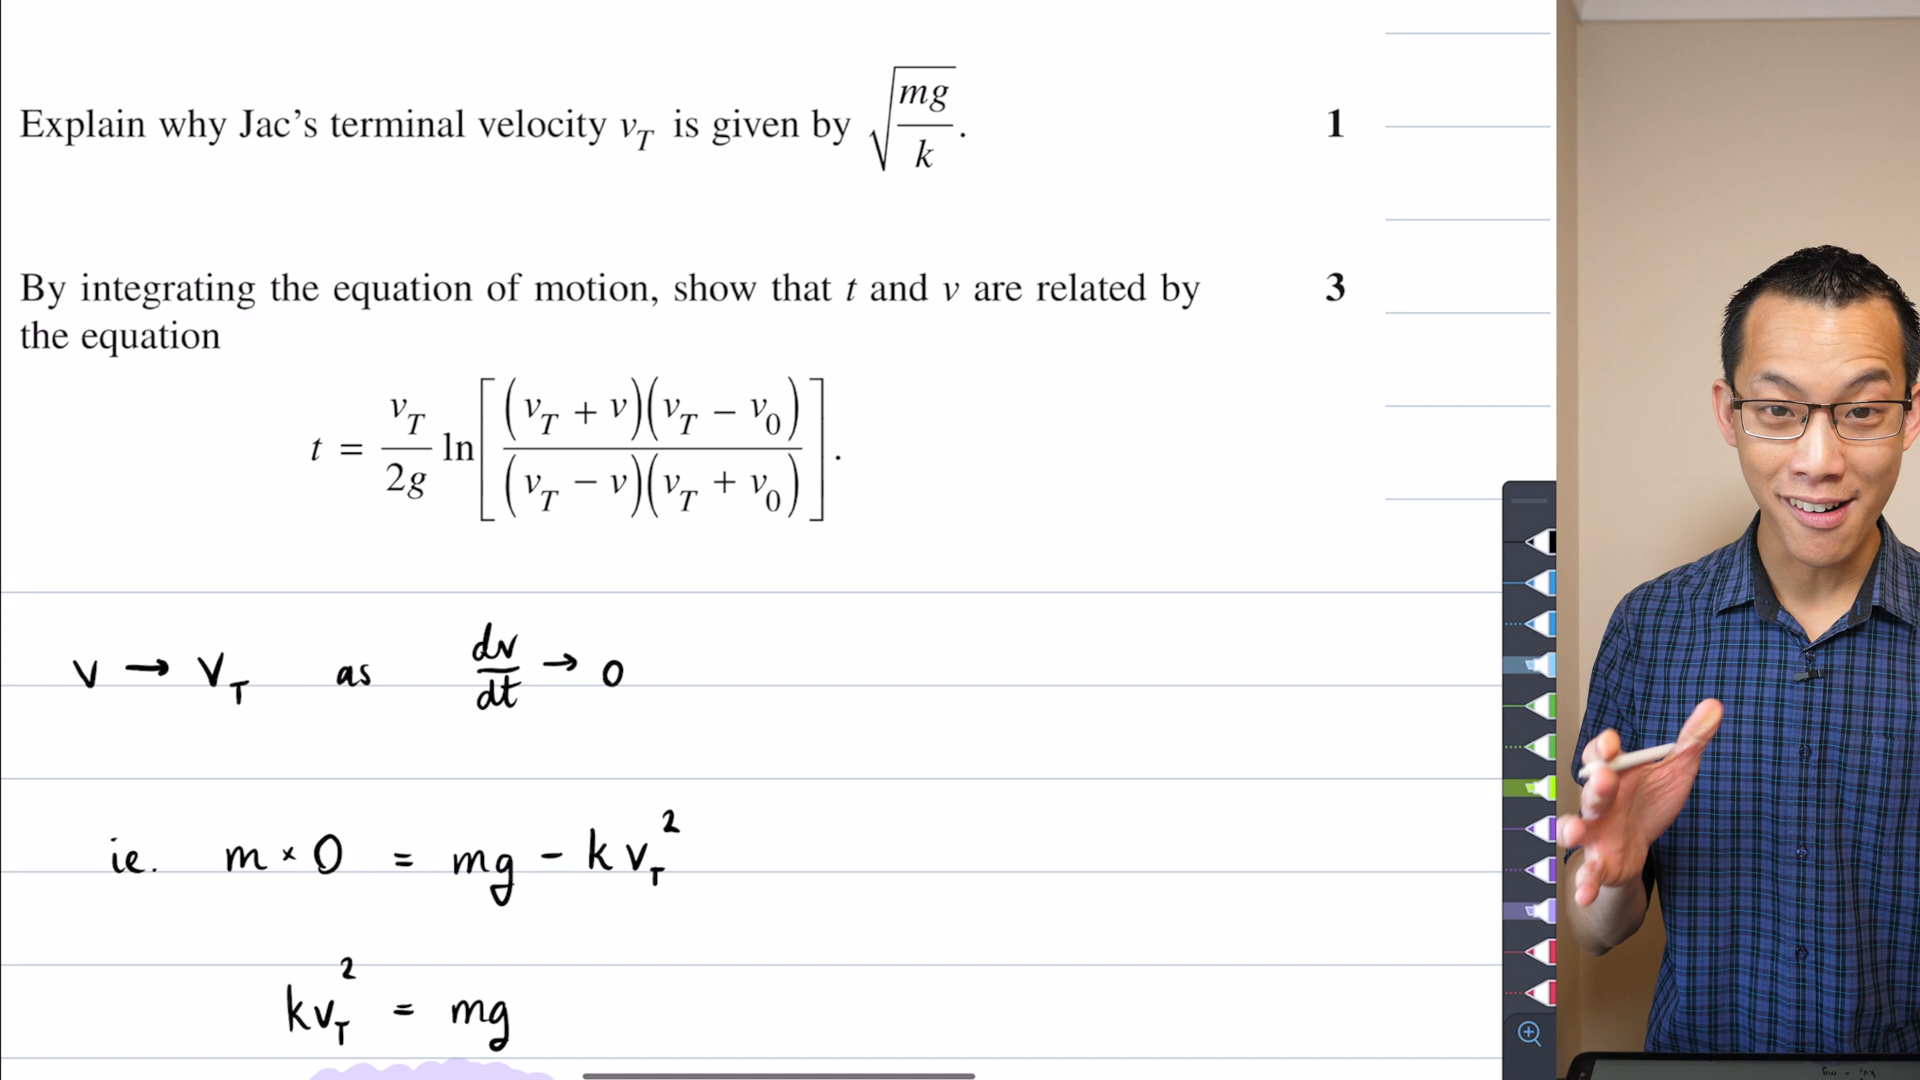 Explain why Jac’s terminal velocity v_T is given by √(mg/k). 1
By integrating the equation of motion, show that t and v are related by 3
the equation
t = v_T/2g ln[(v_T + v)(v_T − v_0)/(v_T − v)(v_T + v_0)].
v → v_T as dv/dt → 0
ie. m × 0 = mg − kv_T²
kv_T² = mg